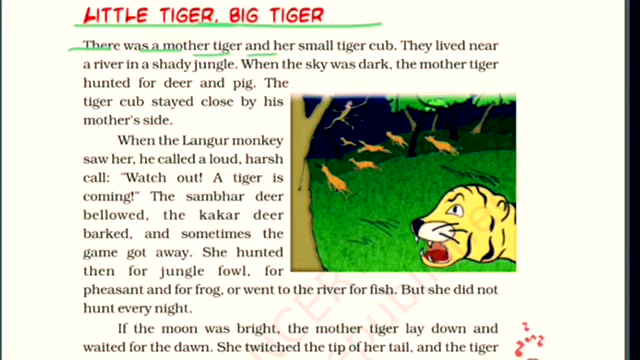 LITTLE TIGER, BIG TIGER
There was a mother tiger and her small tiger cub. They lived near
a river in a shady jungle. When the sky was dark, the mother tiger
hunted for deer and pig. The
tiger cub stayed close by his
mother's side.
When the Langur monkey
saw her, he called a loud, harsh
call: "Watch out! A tiger is
coming!" The sambhar deer
bellowed, the kakar deer
barked, and sometimes the
game got away. She hunted
then for jungle fowl, for
pheasant and for frog, or went to the river for fish. But she did not
hunt every night.
If the moon was bright, the mother tiger lay down and
waited for the dawn. She twitched the tip of her tail, and the tiger